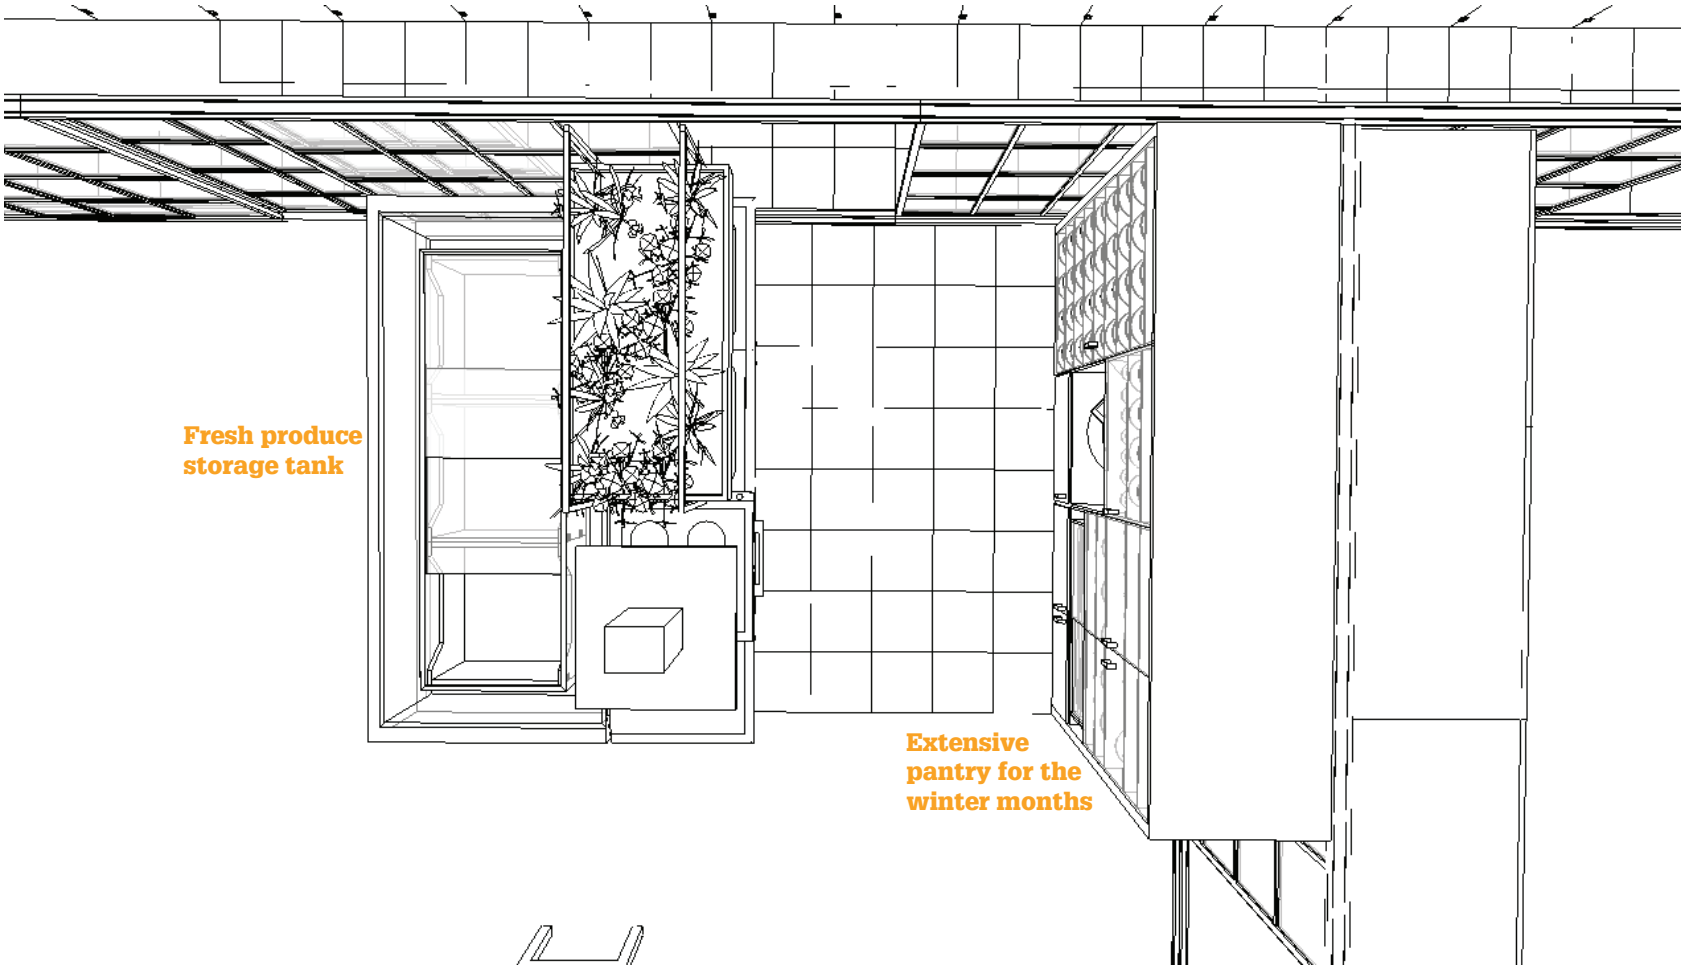 Fresh produce
storage tank
Extensive
pantry for the
winter months